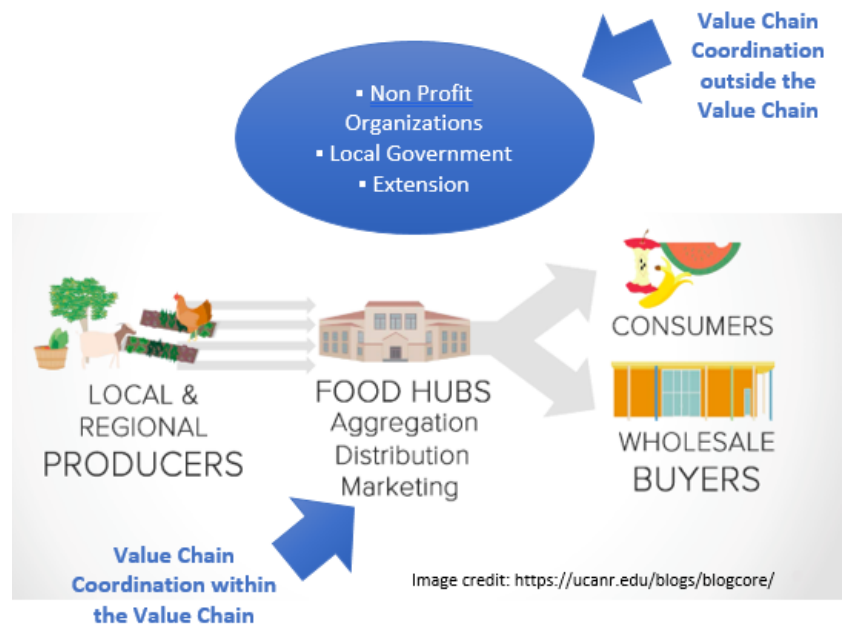 Value Chain
Coordination
outside the
Value Chain
▪ Non Profit
Organizations
▪ Local Government
▪ Extension
LOCAL &
REGIONAL
PRODUCERS
FOOD HUBS
Aggregation
Distribution
Marketing
CONSUMERS
WHOLESALE
BUYERS
Value Chain
Coordination within
the Value Chain
Image credit: https://ucanr.edu/blogs/blogcore/